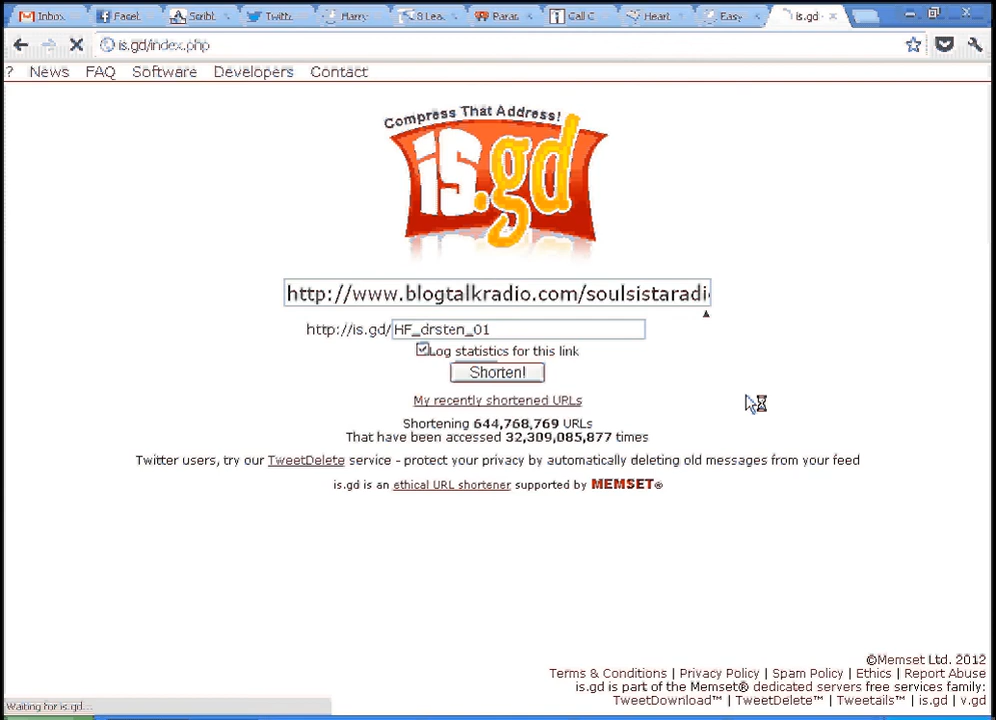 Inbox
Faceb
Scribl
Twitte
Harry
8 Lea
Paras
Call C
Heart
Easy
is.gd
is.gd/index.php
? News FAQ Software Developers Contact
Compress That Address!
is.gd
http://www.blogtalkradio.com/soulsistaradi
http://is.gd/ HF_drsten_01
Log statistics for this link
Shorten!
My recently shortened URLs
Shortening 644,768,769 URLs
That have been accessed 32,309,085,877 times
Twitter users, try our TweetDelete service - protect your privacy by automatically deleting old messages from your feed
is.gd is an ethical URL shortener supported by MEMSET®
©Memset Ltd. 2012
Terms & Conditions | Privacy Policy | Spam Policy | Ethics | Report Abuse
is.gd is part of the Memset® dedicated servers free services family:
TweetDownload™ | TweetDelete™ | Tweetails™ | is.gd | v.gd
Waiting for is.gd...